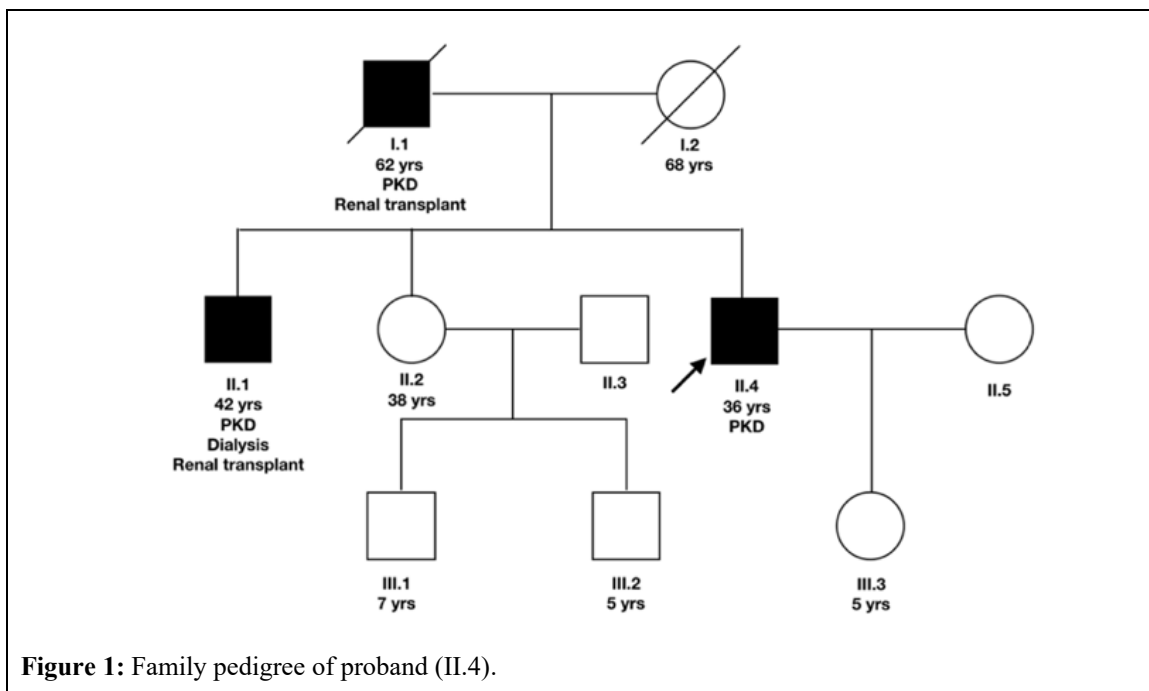 I.1
62 yrs
PKD
Renal transplant
I.2
68 yrs
II.1
42 yrs
PKD
Dialysis
Renal transplant
II.2
38 yrs
II.3
II.4
36 yrs
PKD
II.5
III.1
7 yrs
III.2
5 yrs
III.3
5 yrs
Figure 1: Family pedigree of proband (II.4).